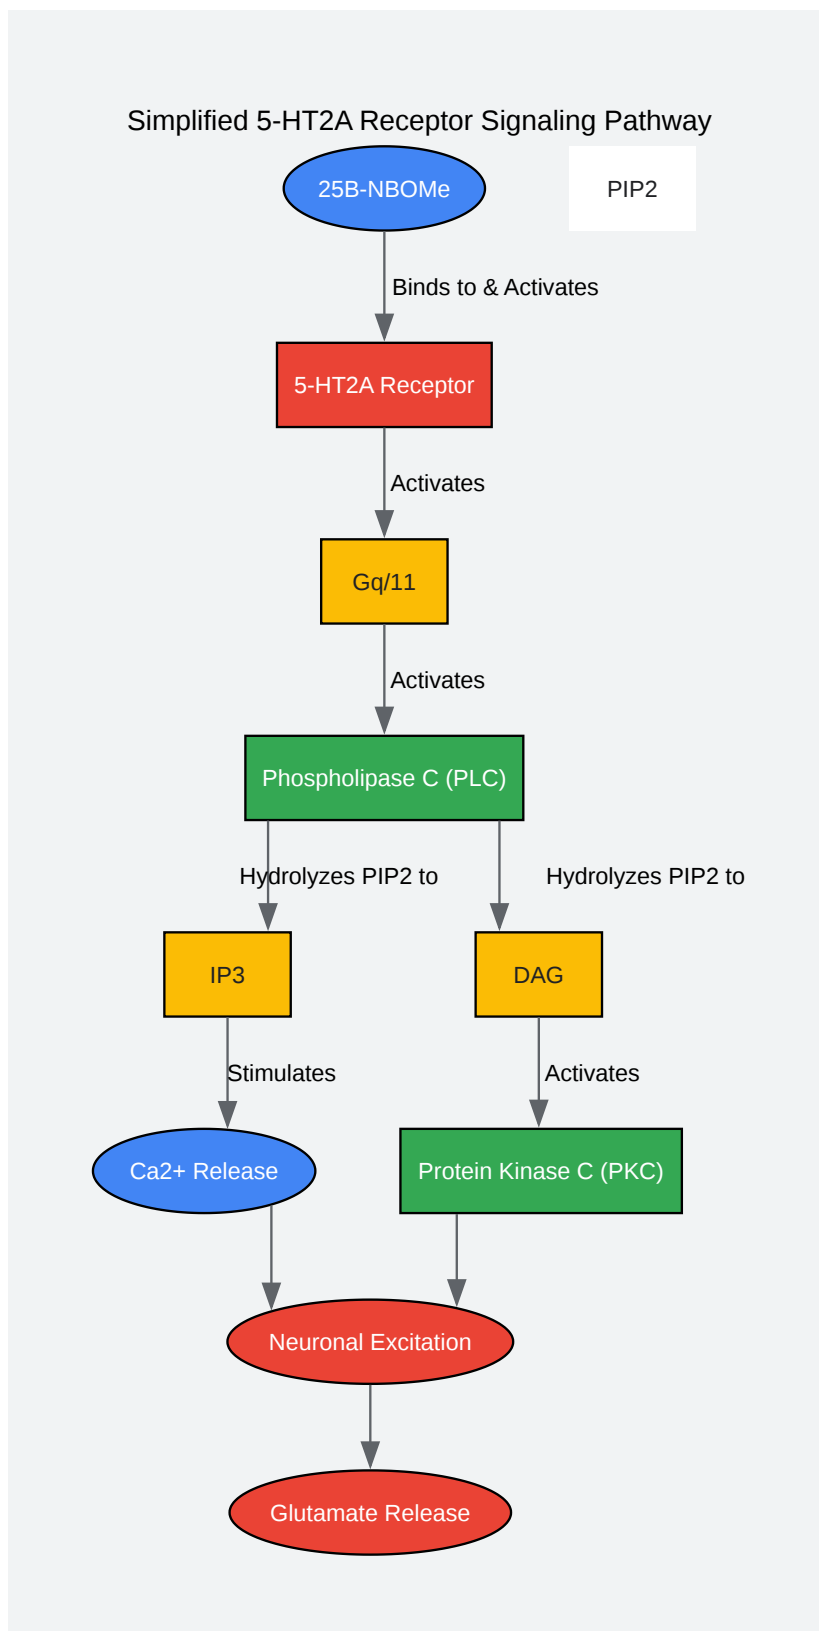 Simplified 5-HT2A Receptor Signaling Pathway
25B-NBOMe
PIP2
Binds to & Activates
5-HT2A Receptor
Activates
Gq/11
Activates
Phospholipase C (PLC)
Hydrolyzes PIP2 to
Hydrolyzes PIP2 to
IP3
DAG
Stimulates
Activates
Ca2+ Release
Protein Kinase C (PKC)
Neuronal Excitation
Glutamate Release